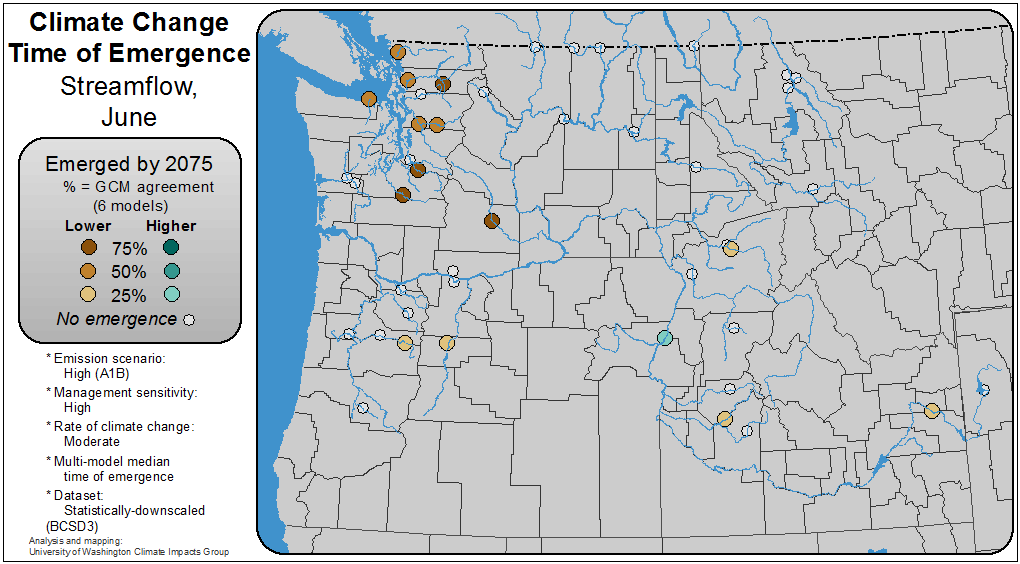 Climate Change
Time of Emergence
Streamflow,
June
Emerged by 2075
% = GCM agreement
(6 models)
Lower Higher
75%
50%
25%
No emergence
* Emission scenario:
High (A1B)
* Management sensitivity:
High
* Rate of climate change:
Moderate
* Multi-model median
time of emergence
* Dataset:
Statistically-downscaled
(BCSD3)
Analysis and mapping:
University of Washington Climate Impacts Group